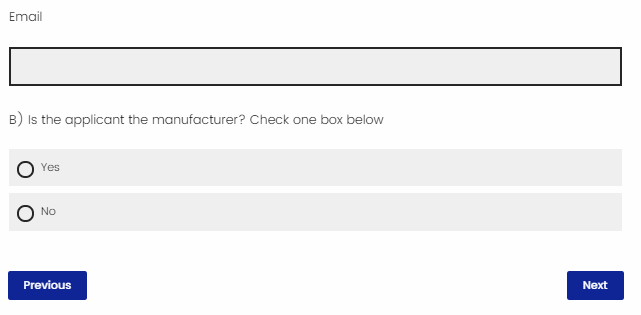 Email
B) Is the applicant the manufacturer? Check one box below
Yes
No
Previous
Next